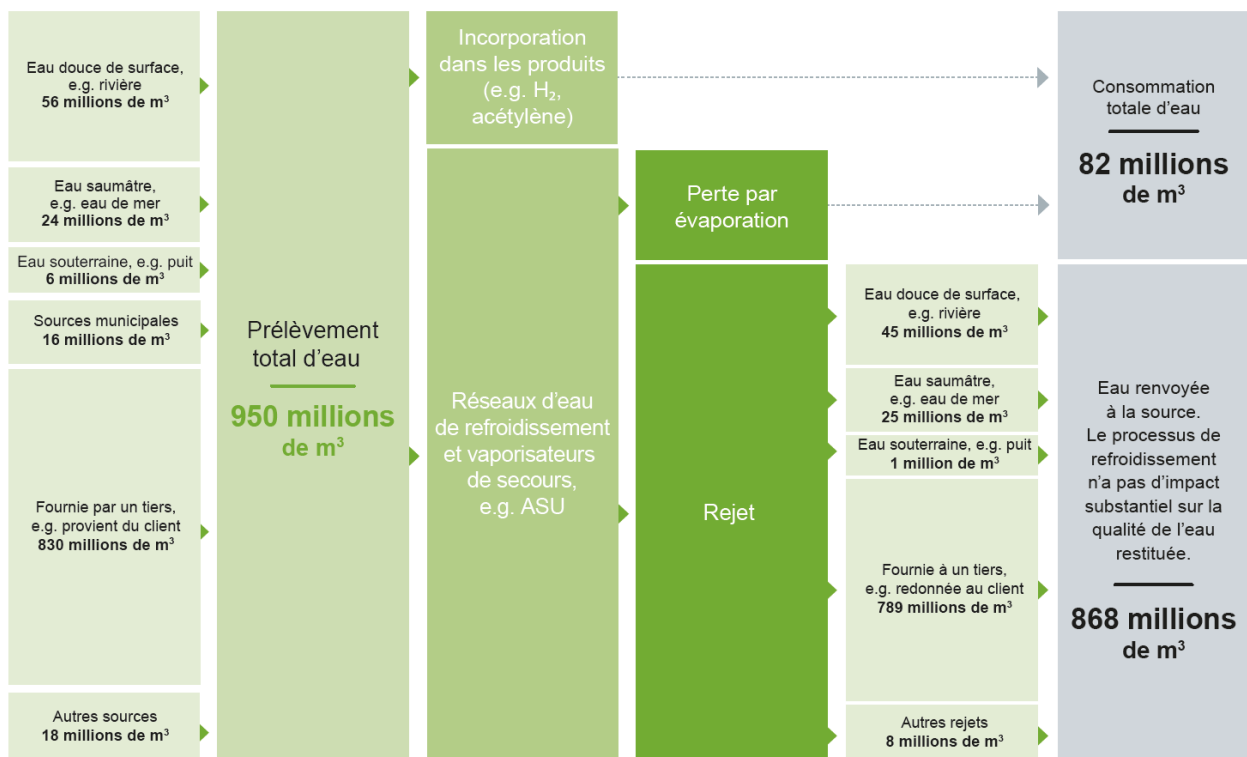 Eau douce de surface,
e.g. rivière
56 millions de m³
Eau saumâtre,
e.g. eau de mer
24 millions de m³
Eau souterraine, e.g. puit
6 millions de m³
Sources municipales
16 millions de m³
Fournie par un tiers,
e.g. provient du client
830 millions de m³
Autres sources
18 millions de m³
Prélèvement
total d’eau
950 millions
de m³
Incorporation
dans les produits
(e.g. H₂,
acétylène)
Réseaux d’eau
de refroidissement
et vaporisateurs
de secours,
e.g. ASU
Perte par
évaporation
Rejet
Eau douce de surface,
e.g. rivière
45 millions de m³
Eau saumâtre,
e.g. eau de mer
25 millions de m³
Eau souterraine, e.g. puit
1 million de m³
Fournie à un tiers,
e.g. redonnée au client
789 millions de m³
Autres rejets
8 millions de m³
Consommation
totale d’eau
82 millions
de m³
Eau renvoyée
à la source.
Le processus de
refroidissement
n’a pas d’impact
substantiel sur la
qualité de l’eau
restituée.
868 millions
de m³